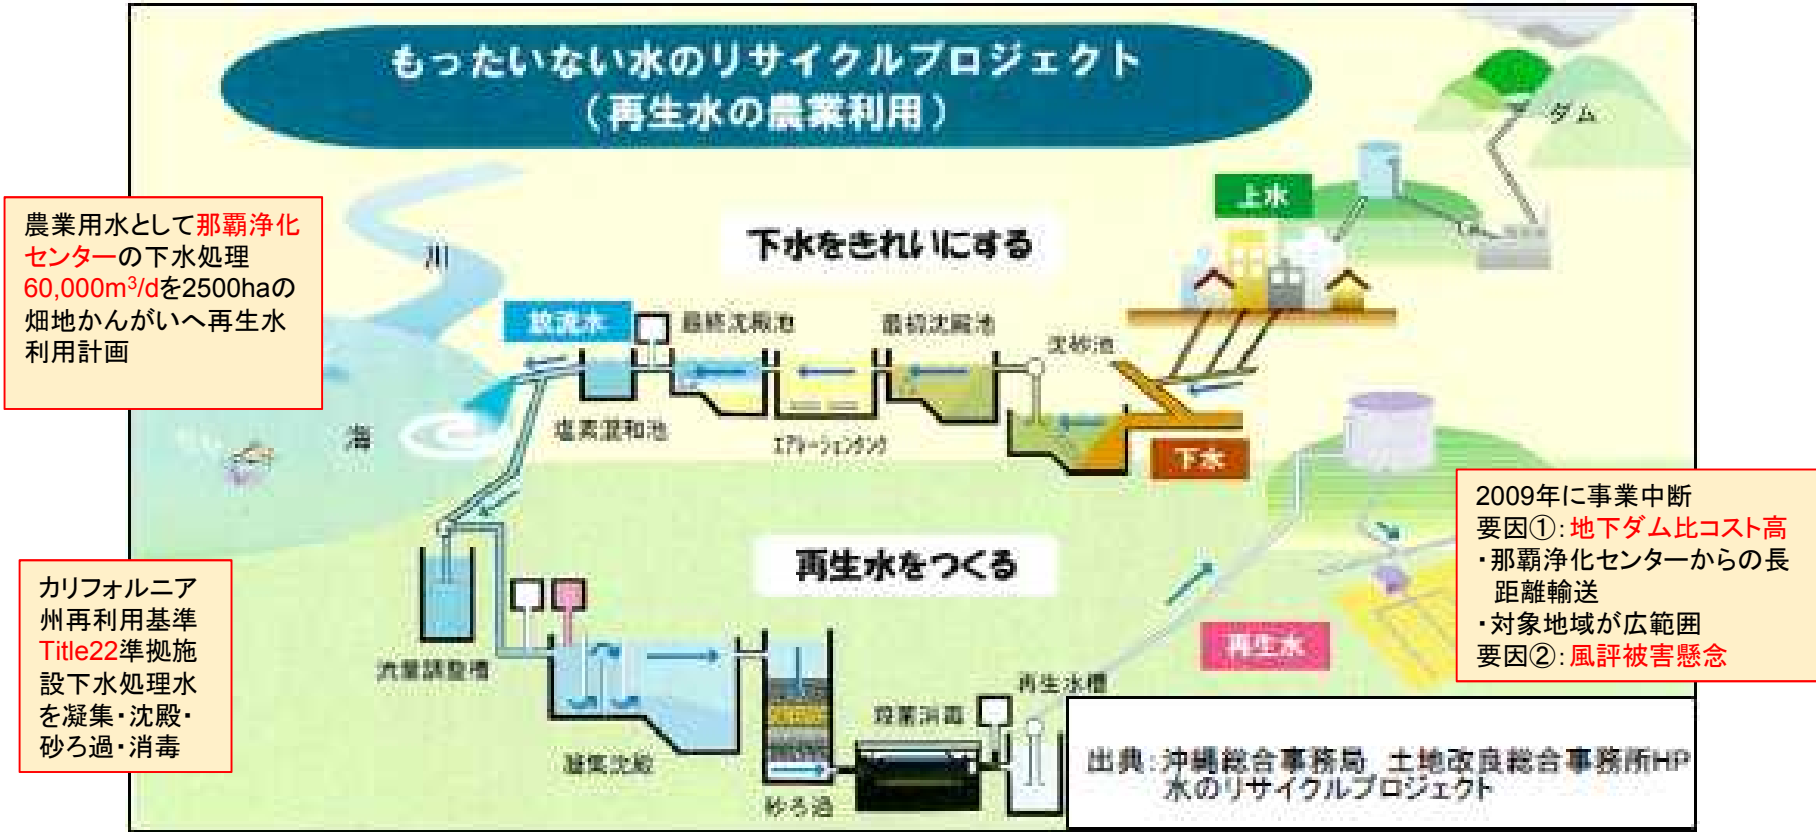 もったいない水のリサイクルプロジェクト
（再生水の農業利用）
ダム
上水
農業用水として那覇浄化
センターの下水処理
60,000m³/dを2500haの
畑地かんがいへ再生水
利用計画
川
下水をきれいにする
放流水
最終沈殿池
最初沈殿池
沈砂池
海
塩素混和池
エアレーションタンク
下水
カリフォルニア
州再利用基準
Title22準拠施
設下水処理水
を凝集・沈殿・
砂ろ過・消毒
再生水をつくる
流量調整槽
凝集沈殿
砂ろ過
再生水槽
再生水
2009年に事業中断
要因①：地下ダム比コスト高
・那覇浄化センターからの長
距離輸送
・対象地域が広範囲
要因②：風評被害懸念
出典：沖縄総合事務局　土地改良総合事務所HP
水のリサイクルプロジェクト